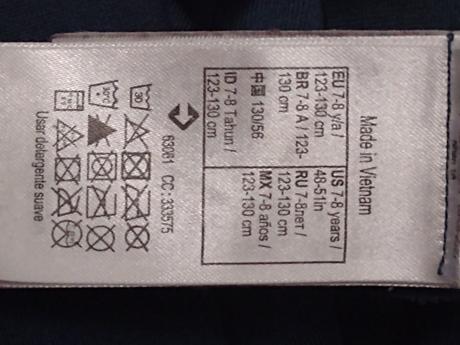 Made in Vietnam
EU 7-8 y/a /
123-130 cm
BR 7-8 A / 123-
130 cm
中国 130/56
ID 7-8 Tahun /
123-130 cm
US 7-8 years /
48-51in
RU 7-8лет /
123-130 cm
MX 7-8 años /
123-130 cm
63081 CC: 333575
30
30°C
Usar detergente suave